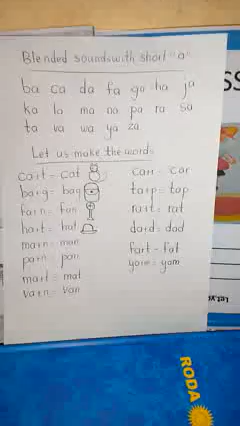 Blended sounds with short "a"
ba ca da fa ga ha ja
ka la ma na pa ra sa
ta va wa ya za
Let us make the words
ca+t = cat
ba+g = bag
fa+n = fan
ha+t = hat
ma+n = man
pa+n = pan
ma+t = mat
va+n = van
ca+r = car
ta+p = tap
ra+t = rat
da+d = dad
fa+t = fat
ya+m = yam
SS
RODA